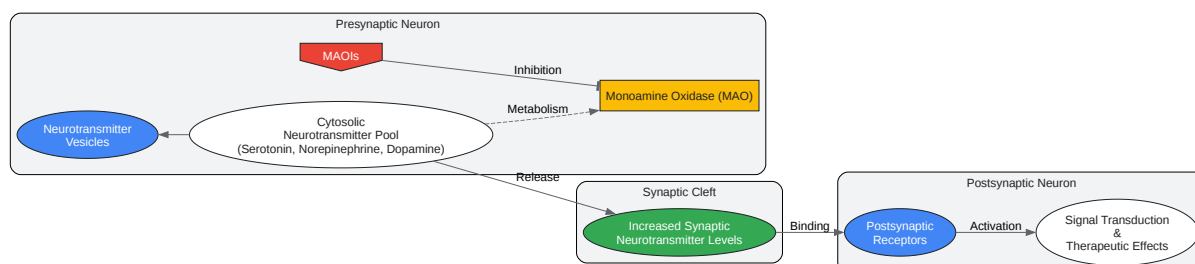 Presynaptic Neuron
MAOIs
Inhibition
Monoamine Oxidase (MAO)
Metabolism
Neurotransmitter
Vesicles
Cytosolic
Neurotransmitter Pool
(Serotonin, Norepinephrine, Dopamine)
Release
Synaptic Cleft
Increased Synaptic
Neurotransmitter Levels
Binding
Postsynaptic Neuron
Postsynaptic
Receptors
Activation
Signal Transduction
&
Therapeutic Effects